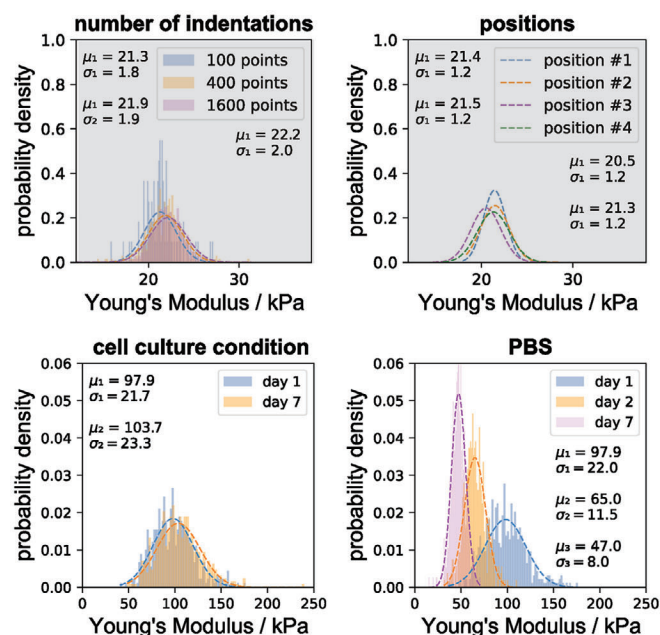 number of indentations
probability density
1.0
0.8
0.6
0.4
0.2
0.0
μ₁ = 21.3
σ₁ = 1.8
μ₁ = 21.9
σ₂ = 1.9
100 points
400 points
1600 points
μ₁ = 22.2
σ₁ = 2.0
20
30
Young's Modulus / kPa
positions
probability density
1.0
0.8
0.6
0.4
0.2
0.0
μ₁ = 21.4
σ₁ = 1.2
μ₁ = 21.5
σ₁ = 1.2
position #1
position #2
position #3
position #4
μ₁ = 20.5
σ₁ = 1.2
μ₁ = 21.3
σ₁ = 1.2
20
30
Young's Modulus / kPa
cell culture condition
probability density
0.06
0.05
0.04
0.03
0.02
0.01
0.00
μ₁ = 97.9
σ₁ = 21.7
μ₂ = 103.7
σ₂ = 23.3
day 1
day 7
0
50
100
150
200
250
Young's Modulus / kPa
PBS
probability density
0.06
0.05
0.04
0.03
0.02
0.01
0.00
day 1
day 2
day 7
μ₁ = 97.9
σ₁ = 22.0
μ₂ = 65.0
σ₂ = 11.5
μ₃ = 47.0
σ₃ = 8.0
0
50
100
150
200
250
Young's Modulus / kPa